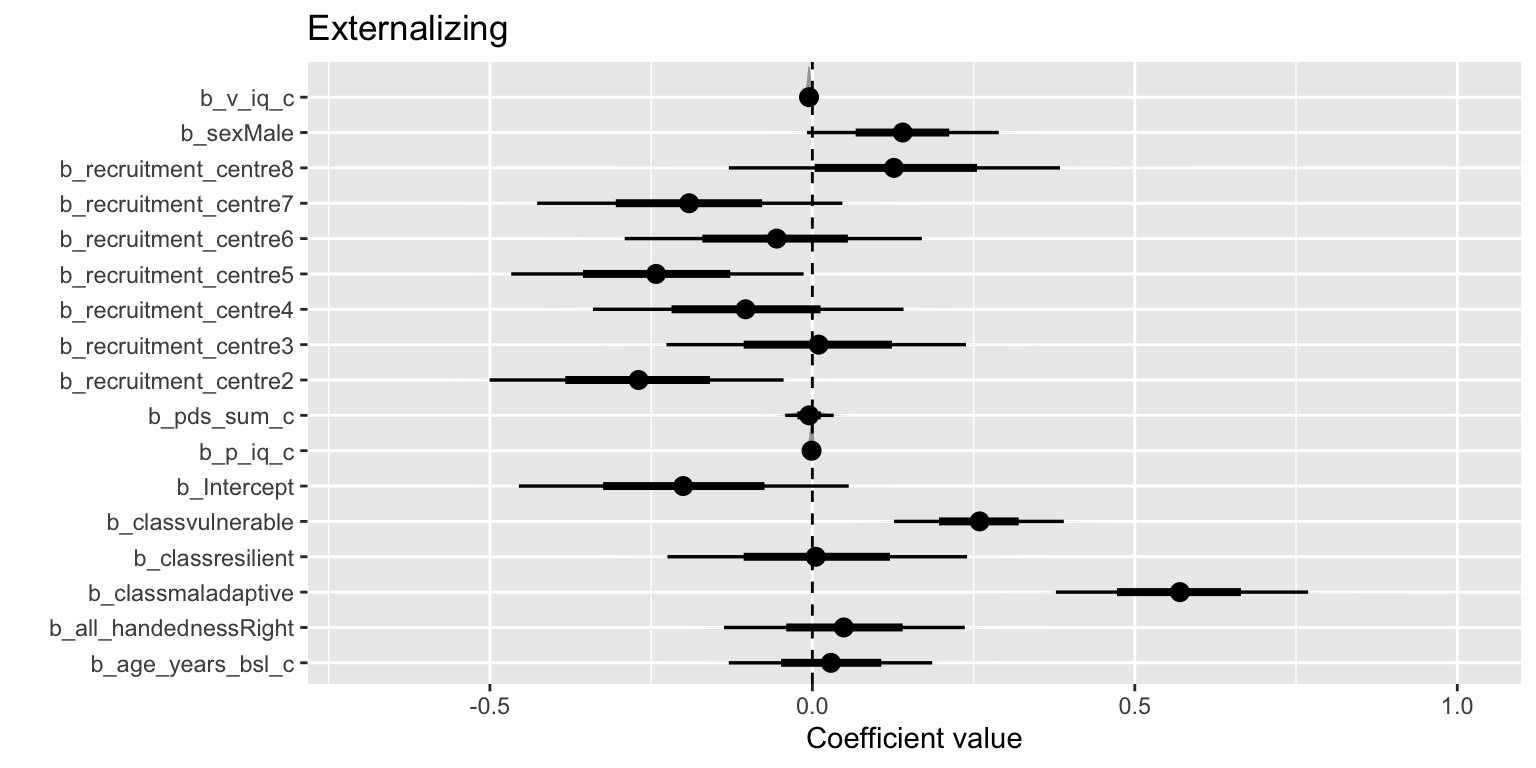 Externalizing
b_v_iq_c
b_sexMale
b_recruitment_centre8
b_recruitment_centre7
b_recruitment_centre6
b_recruitment_centre5
b_recruitment_centre4
b_recruitment_centre3
b_recruitment_centre2
b_pds_sum_c
b_p_iq_c
b_Intercept
b_classvulnerable
b_classresilient
b_classmaladaptive
b_all_handednessRight
b_age_years_bsl_c
-0.5 0.0 0.5 1.0
Coefficient value